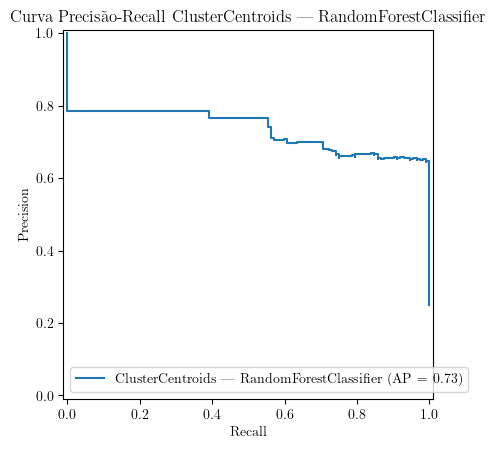 Curva Precisão-Recall ClusterCentroids — RandomForestClassifier
1.0
0.8
0.6
0.4
0.2
0.0
Precision
ClusterCentroids — RandomForestClassifier (AP = 0.73)
0.0 0.2 0.4 0.6 0.8 1.0
Recall